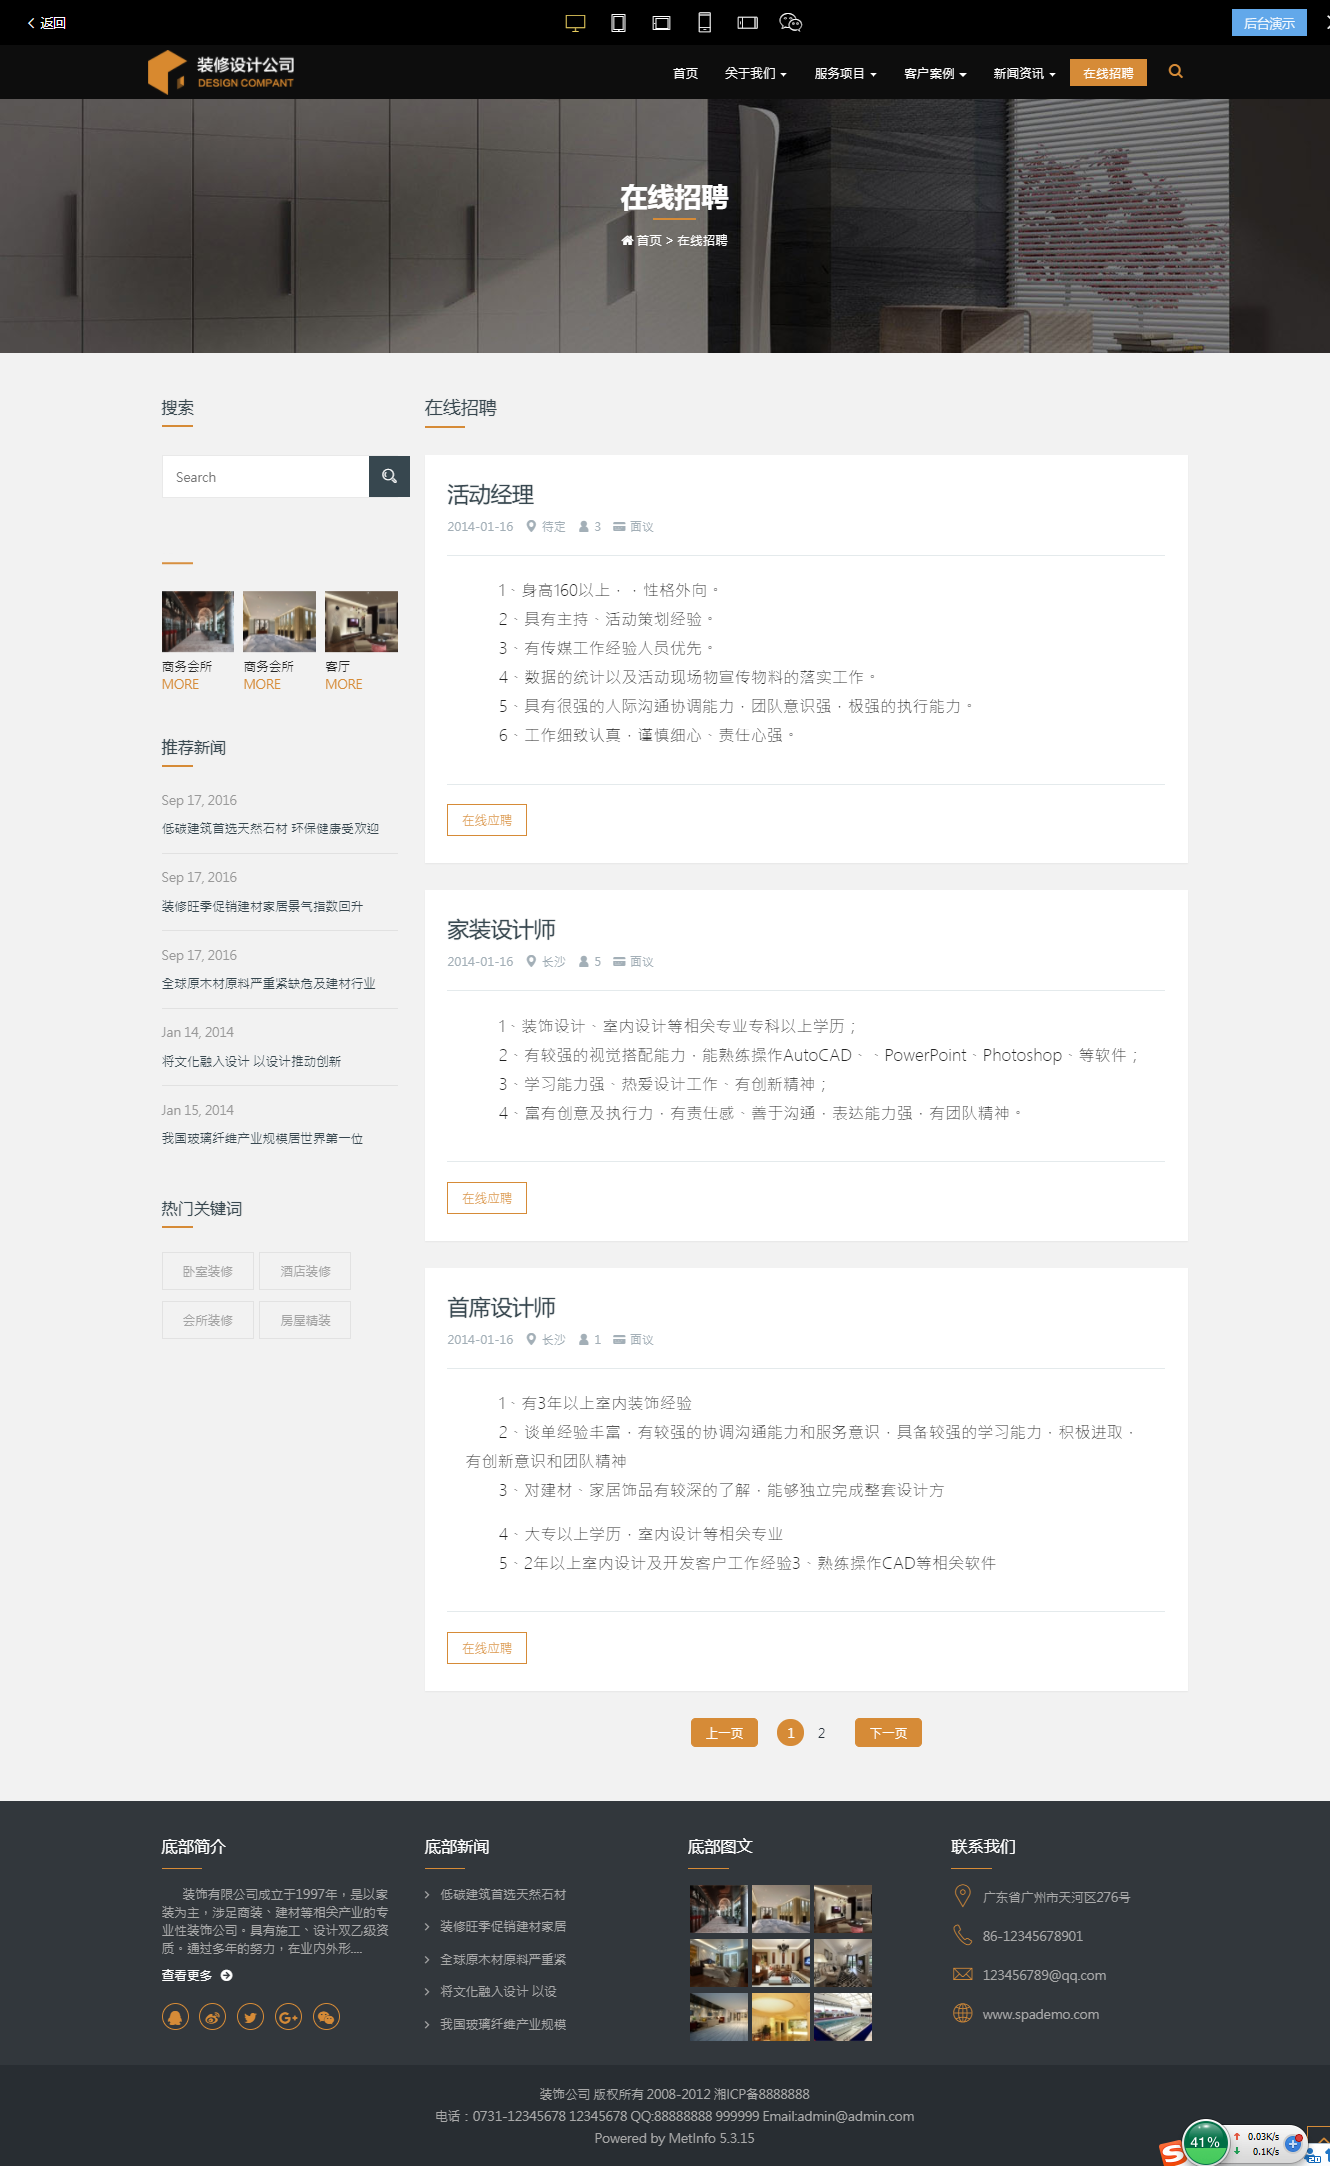 返回
后台演示
装修设计公司
DESIGN COMPANT
首页 关于我们 服务项目 客户案例 新闻资讯 在线招聘
在线招聘
首页 > 在线招聘
搜索
Search
商务会所 商务会所 客厅
MORE MORE MORE
推荐新闻
Sep 17, 2016
低碳建筑首选天然石材 环保健康受欢迎
Sep 17, 2016
装修旺季促销建材家居景气指数回升
Sep 17, 2016
全球原木材原料严重紧缺危及建材行业
Jan 14, 2014
将文化融入设计 以设计推动创新
Jan 15, 2014
我国玻璃纤维产业规模居世界第一位
热门关键词
卧室装修 酒店装修
会所装修 房屋精装
在线招聘
活动经理
2014-01-16 待定 3 面议
1、身高160以上，，性格外向。
2、具有主持、活动策划经验。
3、有传媒工作经验人员优先。
4、数据的统计以及活动现场物宣传物料的落实工作。
5、具有很强的人际沟通协调能力，团队意识强，极强的执行能力。
6、工作细致认真，谨慎细心、责任心强。
在线应聘
家装设计师
2014-01-16 长沙 5 面议
1、装饰设计、室内设计等相关专业专科以上学历；
2、有较强的视觉搭配能力，能熟练操作AutoCAD、、PowerPoint、Photoshop、等软件；
3、学习能力强、热爱设计工作、有创新精神；
4、富有创意及执行力，有责任感、善于沟通，表达能力强，有团队精神。
在线应聘
首席设计师
2014-01-16 长沙 1 面议
1、有3年以上室内装饰经验
2、谈单经验丰富，有较强的协调沟通能力和服务意识，具备较强的学习能力，积极进取，
有创新意识和团队精神
3、对建材、家居饰品有较深的了解，能够独立完成整套设计方
4、大专以上学历，室内设计等相关专业
5、2年以上室内设计及开发客户工作经验3、熟练操作CAD等相关软件
在线应聘
上一页 1 2 下一页
底部简介
装饰有限公司成立于1997年，是以家
装为主，涉足商装、建材等相关产业的专
业性装饰公司。具有施工、设计双乙级资
质。通过多年的努力，在业内外形....
查看更多
底部新闻
低碳建筑首选天然石材
装修旺季促销建材家居
全球原木材原料严重紧
将文化融入设计 以设
我国玻璃纤维产业规模
底部图文
联系我们
广东省广州市天河区276号
86-12345678901
123456789@qq.com
www.spademo.com
装饰公司 版权所有 2008-2012 湘ICP备8888888
电话：0731-12345678 12345678 QQ:88888888 999999 Email:admin@admin.com
Powered by MetInfo 5.3.15
41%
0.03K/s
0.1K/s